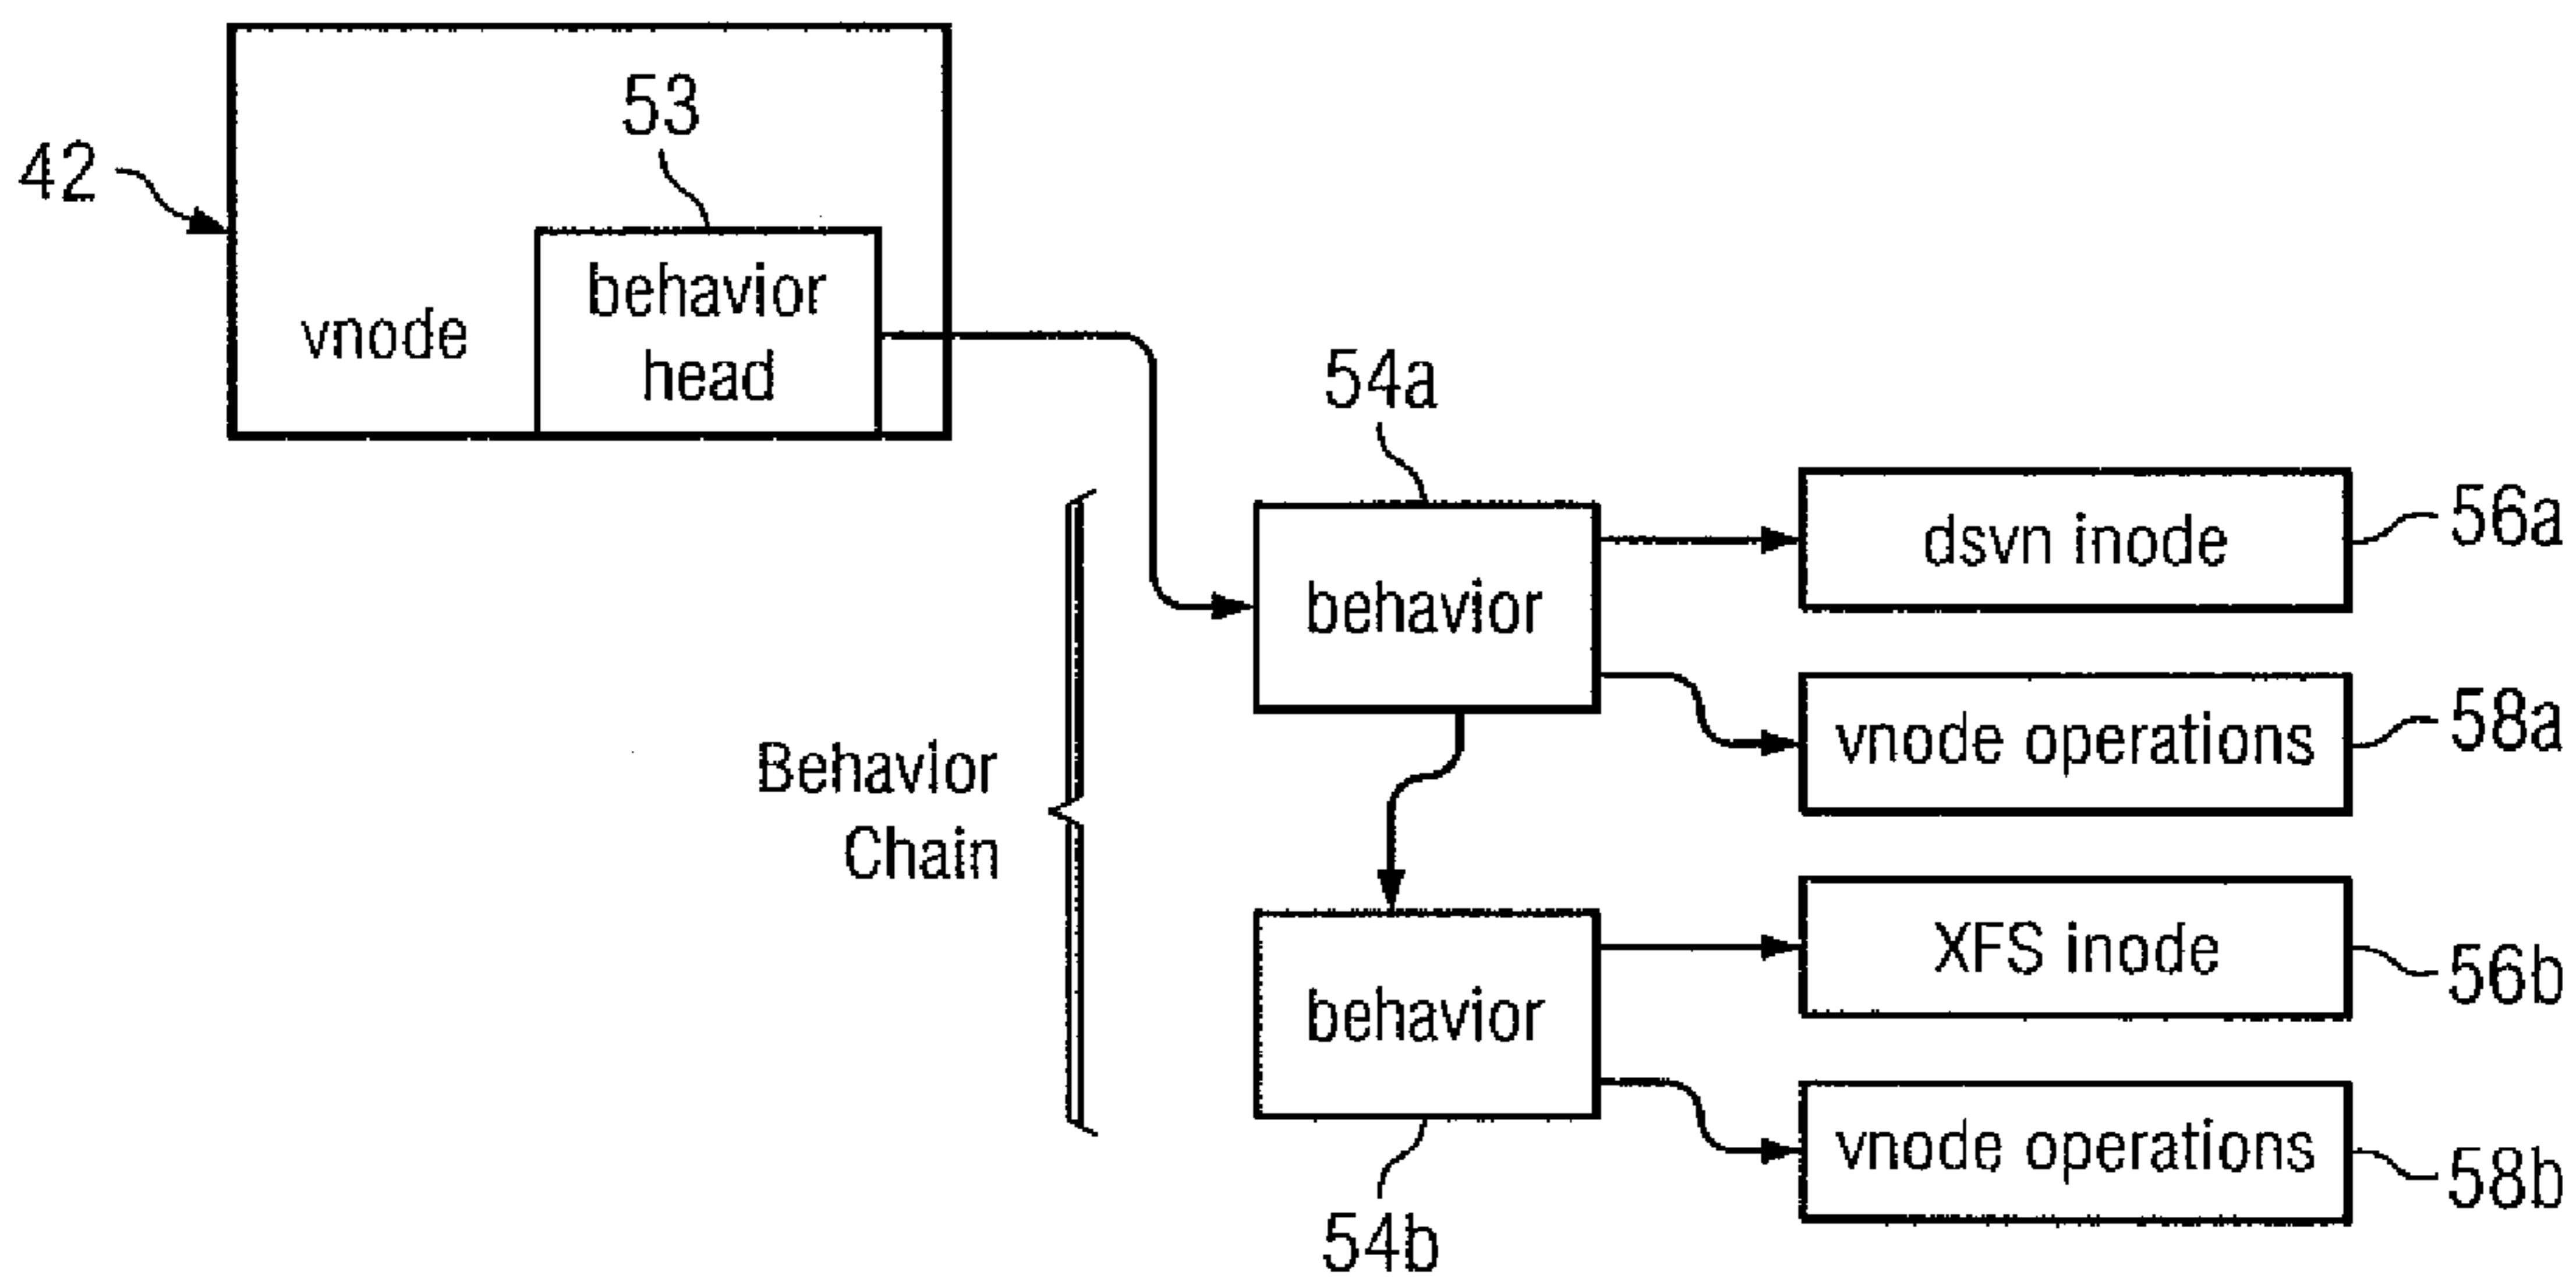 53
42
behavior
head
vnode
54a
dsvn inode
56a
behavior
vnode operations
58a
Behavior
Chain
XFS inode
56b
behavior
vnode operations
58b
54b